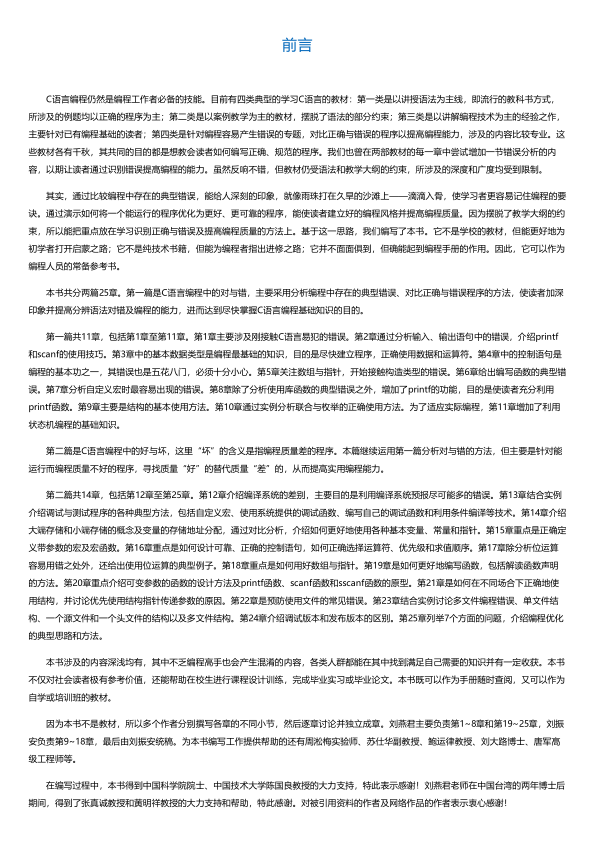 前言
C语言编程仍然是编程工作者必备的技能。目前有四类典型的学习C语言的教材：第一类是以讲授语法为主线，即流行的教科书方式，
所涉及的例题均以正确的程序为主；第二类是以案例教学为主的教材，摆脱了语法的部分约束；第三类是以讲解编程技术为主的经验之作，
主要针对已有编程基础的读者；第四类是针对编程容易产生错误的专题，对比正确与错误的程序以提高编程能力，涉及的内容比较专业。这
些教材各有千秋，其共同的目的都是想教会读者如何编写正确、规范的程序。我们也曾在两部教材的每一章中尝试增加一节错误分析的内
容，以期让读者通过识别错误提高编程的能力。虽然反响不错，但教材仍受语法和教学大纲的约束，所涉及的深度和广度均受到限制。
其实，通过比较编程中存在的典型错误，能给人深刻的印象，就像雨珠打在久旱的沙滩上——滴滴入骨，使学习者更容易记住编程的要
诀。通过演示如何将一个能运行的程序优化为更好、更可靠的程序，能使读者建立好的编程风格并提高编程质量。因为摆脱了教学大纲的约
束，所以能把重点放在学习识别正确与错误及提高编程质量的方法上。基于这一思路，我们编写了本书。它不是学校的教材，但能更好地为
初学者打开启蒙之路；它不是纯技术书籍，但能为编程者指出进修之路；它并不面面俱到，但确能起到编程手册的作用。因此，它可以作为
编程人员的常备参考书。
本书共分两篇25章。第一篇是C语言编程中的对与错，主要采用分析编程中存在的典型错误、对比正确与错误程序的方法，使读者加深
印象并提高分辨语法对错及编程的能力，进而达到尽快掌握C语言编程基础知识的目的。
第一篇共11章，包括第1章至第11章。第1章主要涉及刚接触C语言易犯的错误。第2章通过分析输入、输出语句中的错误，介绍printf
和scanf的使用技巧。第3章中的基本数据类型是编程最基础的知识，目的是尽快建立程序，正确使用数据和运算符。第4章中的控制语句是
编程的基本功之一，其错误也是五花八门，必须十分小心。第5章关注数组与指针，开始接触构造类型的错误。第6章给出编写函数的典型错
误。第7章分析自定义宏时最容易出现的错误。第8章除了分析使用库函数的典型错误之外，增加了printf的功能，目的是使读者充分利用
printf函数。第9章主要是结构的基本使用方法。第10章通过实例分析联合与枚举的正确使用方法。为了适应实际编程，第11章增加了利用
状态机编程的基础知识。
第二篇是C语言编程中的好与坏，这里“坏”的含义是指编程质量差的程序。本篇继续运用第一篇分析对与错的方法，但主要是针对能
运行而编程质量不好的程序，寻找质量“好”的替代质量“差”的，从而提高实用编程能力。
第二篇共14章，包括第12章至第25章。第12章介绍编译系统的差别，主要目的是利用编译系统预报尽可能多的错误。第13章结合实例
介绍调试与测试程序的各种典型方法，包括自定义宏、使用系统提供的调试函数、编写自己的调试函数和利用条件编译等技术。第14章介绍
大端存储和小端存储的概念及变量的存储地址分配，通过对比分析，介绍如何更好地使用各种基本变量、常量和指针。第15章重点是正确定
义带参数的宏及宏函数。第16章重点是如何设计可靠、正确的控制语句，如何正确选择运算符、优先级和求值顺序。第17章除分析位运算
容易用错之处外，还给出使用位运算的典型例子。第18章重点是如何用好数组与指针。第19章是如何更好地编写函数，包括解读函数声明
的方法。第20章重点介绍可变参数的函数的设计方法及printf函数、scanf函数和sscanf函数的原型。第21章是如何在不同场合下正确地使
用结构，并讨论优先使用结构指针传递参数的原因。第22章是预防使用文件的常见错误。第23章结合实例讨论多文件编程错误、单文件结
构、一个源文件和一个头文件的结构以及多文件结构。第24章介绍调试版本和发布版本的区别。第25章列举7个方面的问题，介绍编程优化
的典型思路和方法。
本书涉及的内容深浅均有，其中不乏编程高手也会产生混淆的内容，各类人群都能在其中找到满足自己需要的知识并有一定收获。本书
不仅对社会读者极有参考价值，还能帮助在校生进行课程设计训练，完成毕业实习或毕业论文。本书既可以作为手册随时查阅，又可以作为
自学或培训班的教材。
因为本书不是教材，所以多个作者分别撰写各章的不同小节，然后逐章讨论并独立成章。刘燕君主要负责第1~8章和第19~25章，刘振
安负责第9~18章，最后由刘振安统稿。为本书编写工作提供帮助的还有周淞梅实验师、苏仕华副教授、鲍运律教授、刘大路博士、唐军高
级工程师等。
在编写过程中，本书得到中国科学院院士、中国科技大学陈国良教授的大力支持，特此表示感谢！刘燕君老师在中国台湾的两年博士后
期间，得到了张真诚教授和黄明祥教授的大力支持和帮助，特此感谢。对被引用资料的作者及网络作品的作者表示衷心感谢！